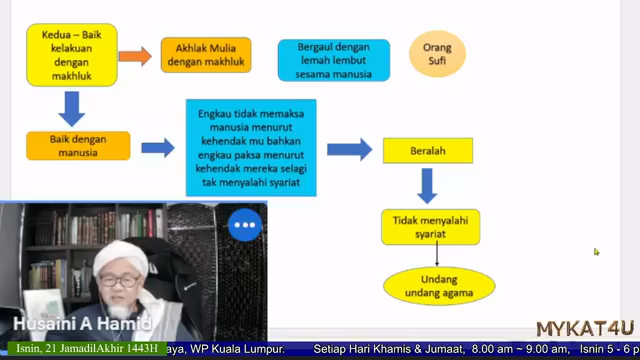 Kedua – Baik
kelakuan
dengan
makhluk
Akhlak Mulia
dengan makhluk
Bergaul dengan
lemah lembut
sesama manusia
Orang
Sufi
Baik dengan
manusia
Engkau tidak memaksa
manusia menurut
kehendak mu bahkan
engkau paksa menurut
kehendak mereka selagi
tak menyalahi syariat
Beralah
Tidak menyalahi
syariat
Undang
undang agama
Husaini A Hamid
MYKAT4U
Isnin, 21 JamadilAkhir 1443H
aya, WP Kuala Lumpur. Setiap Hari Khamis & Jumaat, 8.00 am ~ 9.00 am, Isnin 5 - 6 p